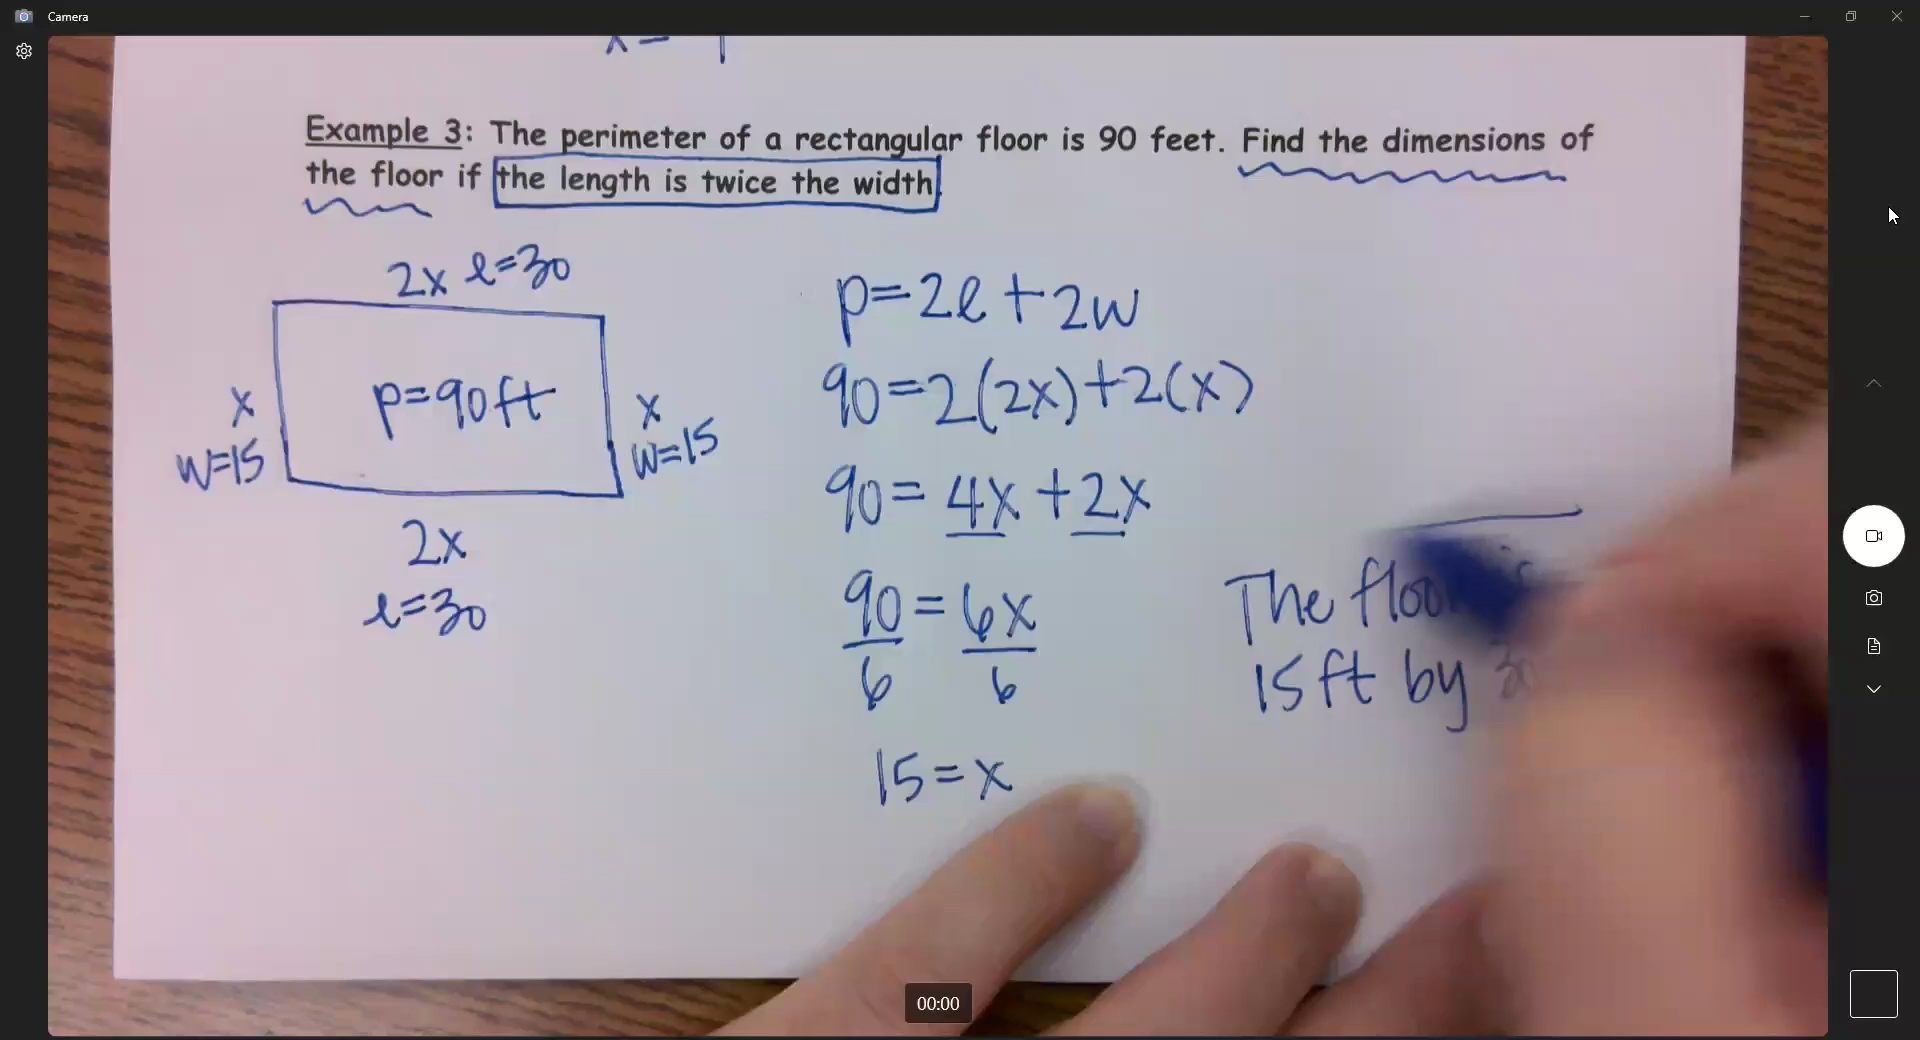 Camera
Example 3: The perimeter of a rectangular floor is 90 feet. Find the dimensions of
the floor if the length is twice the width.
2x l=30
x
w=15
p=90ft
x
w=15
2x
l=30
p=2l+2w
90=2(2x)+2(x)
90=4x+2x
90=6x
6 6
15=x
The floor
15ft by
00:00